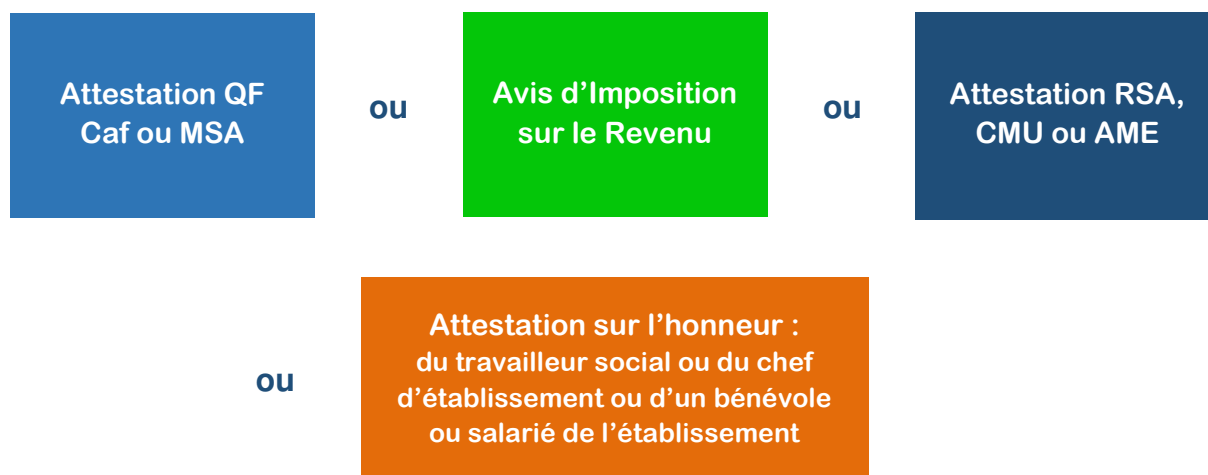 Attestation QF
Caf ou MSA
ou
Avis d’Imposition
sur le Revenu
ou
Attestation RSA,
CMU ou AME
ou
Attestation sur l’honneur :
du travailleur social ou du chef
d’établissement ou d’un bénévole
ou salarié de l’établissement